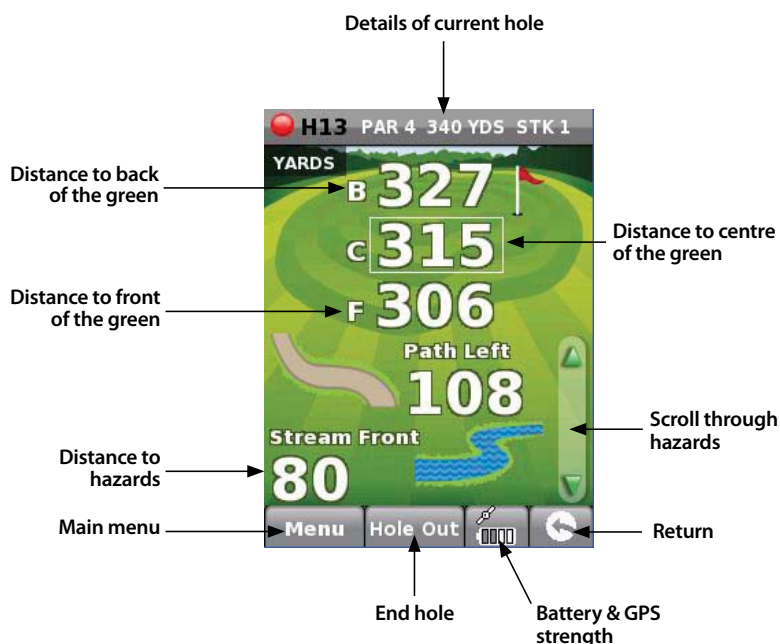 Details of current hole
H13 PAR 4 340 YDS STK 1
YARDS
B 327
Distance to back
of the green
C 315
Distance to centre
of the green
F 306
Distance to front
of the green
Path Left
108
Scroll through
hazards
Stream Front
80
Distance to
hazards
Main menu
Menu
Hole Out
Return
End hole
Battery & GPS
strength